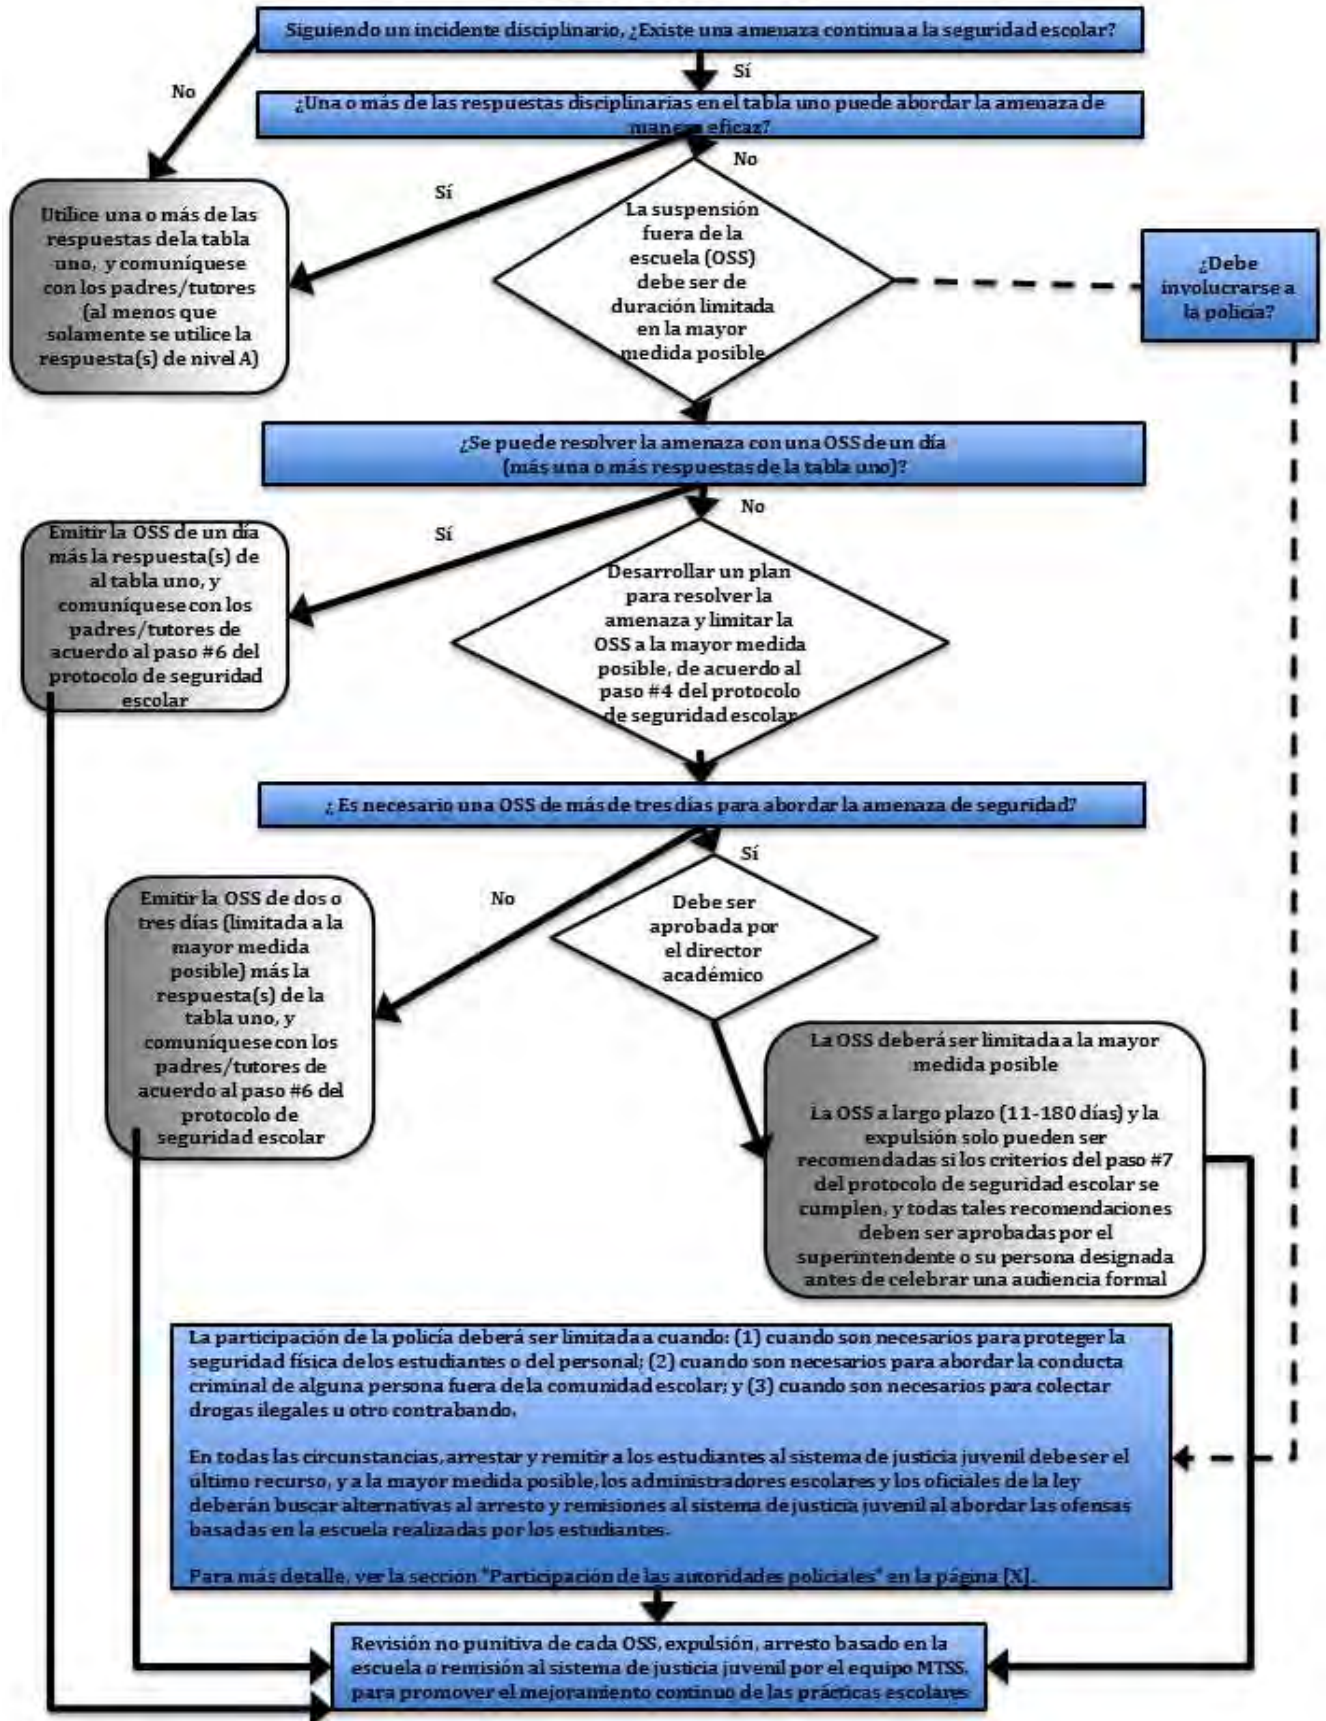 Siguiendo un incidente disciplinario, ¿Existe una amenaza continua a la seguridad escolar?
No
Sí
¿Una o más de las respuestas disciplinarias en el tabla uno puede abordar la amenaza de
manera eficaz?
No
Sí
Utilice una o más de las
respuestas dela tabla
uno, y comuníquese
con los padres/tutores
(al menos que
solamente se utilice la
respuesta(s) de nivel A)
La suspensión
fuera de la
escuela (OSS)
debe ser de
duración limitada
en la mayor
medida posible
¿Debe
involucrarse a
la policía?
¿Se puede resolver la amenaza con una OSS de un día
(más una o más respuestas de la tabla uno)?
No
Sí
Emitir la OSS de un día
más la respuesta(s) de
al tabla uno, y
comuníquese con los
padres/tutores de
acuerdo al paso #6 del
protocolo de seguridad
escolar
Desarrollar un plan
para resolver la
amenaza y limitar la
OSS a la mayor medida
posible, de acuerdo al
paso #4 del protocolo
de seguridad escolar
¿ Es necesario una OSS de más de tres días para abordar la amenaza de seguridad?
Sí
No
Emitir la OSS de dos o
tres días (limitada a la
mayor medida
posible) más la
respuesta(s) de la
tabla uno, y
comuníquese con los
padres/tutores de
acuerdo al paso #6 del
protocolo de
seguridad escolar
Debe ser
aprobada por
el director
académico
La OSS deberá ser limitada a la mayor
medida posible
La OSS a largo plazo (11-180 días) y la
expulsión solo pueden ser
recomendadas si los criterios del paso #7
del protocolo de seguridad escolar se
cumplen, y todas tales recomendaciones
deben ser aprobadas por el
superintendente o su persona designada
antes de celebrar una audiencia formal
La participación de la policía deberá ser limitada a cuando: (1) cuando son necesarios para proteger la
seguridad física de los estudiantes o del personal; (2) cuando son necesarios para abordar la conducta
criminal de alguna persona fuera de la comunidad escolar; y (3) cuando son necesarios para colectar
drogas ilegales u otro contrabando.
En todas las circunstancias, arrestar y remitir a los estudiantes al sistema de justicia juvenil debe ser el
último recurso, y a la mayor medida posible, los administradores escolares y los oficiales de la ley
deberán buscar alternativas al arresto y remisiones al sistema de justicia juvenil al abordar las ofensas
basadas en la escuela realizadas por los estudiantes.
Para más detalle, ver la sección "Participación de las autoridades policiales" en la página [X].
Revisión no punitiva de cada OSS, expulsión, arresto basado en la
escuela o remisión al sistema de justicia juvenil por el equipo MTSS,
para promover el mejoramiento continuo de las prácticas escolares